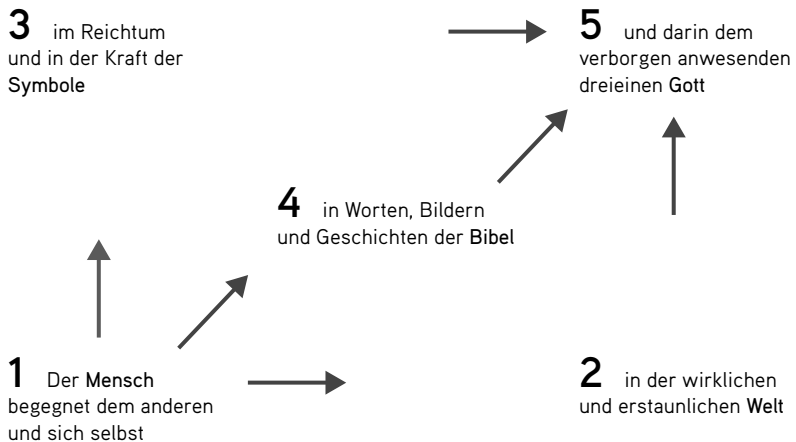 3 im Reichtum
und in der Kraft der
Symbole
5 und darin dem
verborgen anwesenden
dreieinen Gott
4 in Worten, Bildern
und Geschichten der Bibel
1 Der Mensch
begegnet dem anderen
und sich selbst
2 in der wirklichen
und erstaunlichen Welt